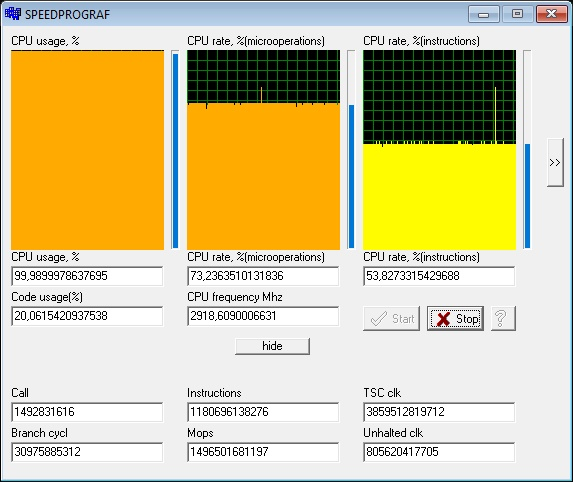 SPEEDPROGRAF
CPU usage, %
CPU rate, %(microoperations)
CPU rate, %(instructions)
>>
CPU usage, %
CPU rate, %(microoperations)
CPU rate, %(instructions)
99,9899978637695
73,2363510131836
53,8273315429688
Code usage(%)
CPU frequency Mhz
20,0615420937538
2918,6090006631
Start
Stop
?
hide
Call
Instructions
TSC clk
1492831616
1180696138276
3859512819712
Branch cycl
Mops
Unhalted clk
30975885312
1496501681197
805620417705